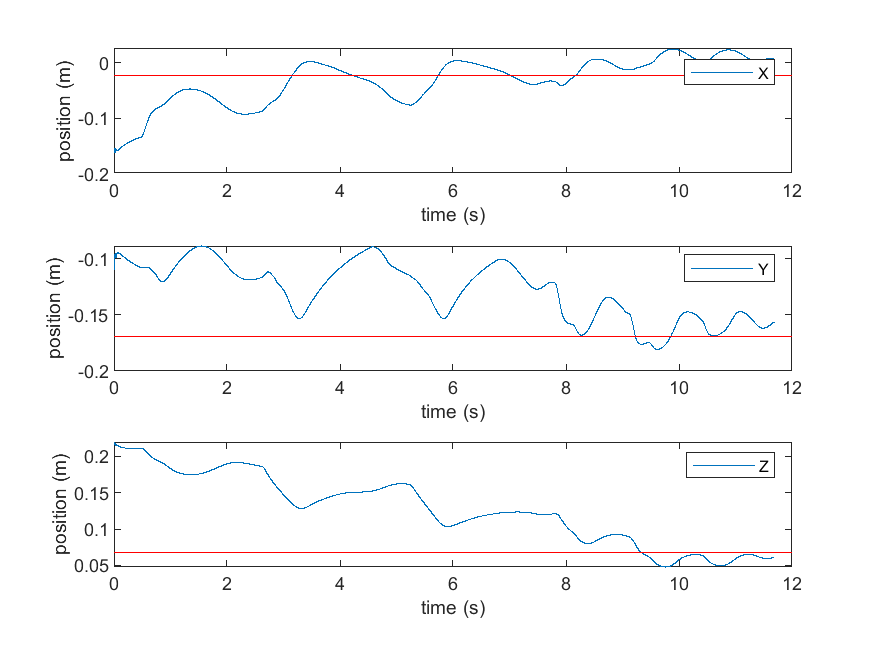 0
-0.1
-0.2
position (m)
X
0 2 4 6 8 10 12
time (s)
-0.1
-0.15
-0.2
position (m)
Y
0 2 4 6 8 10 12
time (s)
0.2
0.15
0.1
0.05
position (m)
Z
0 2 4 6 8 10 12
time (s)